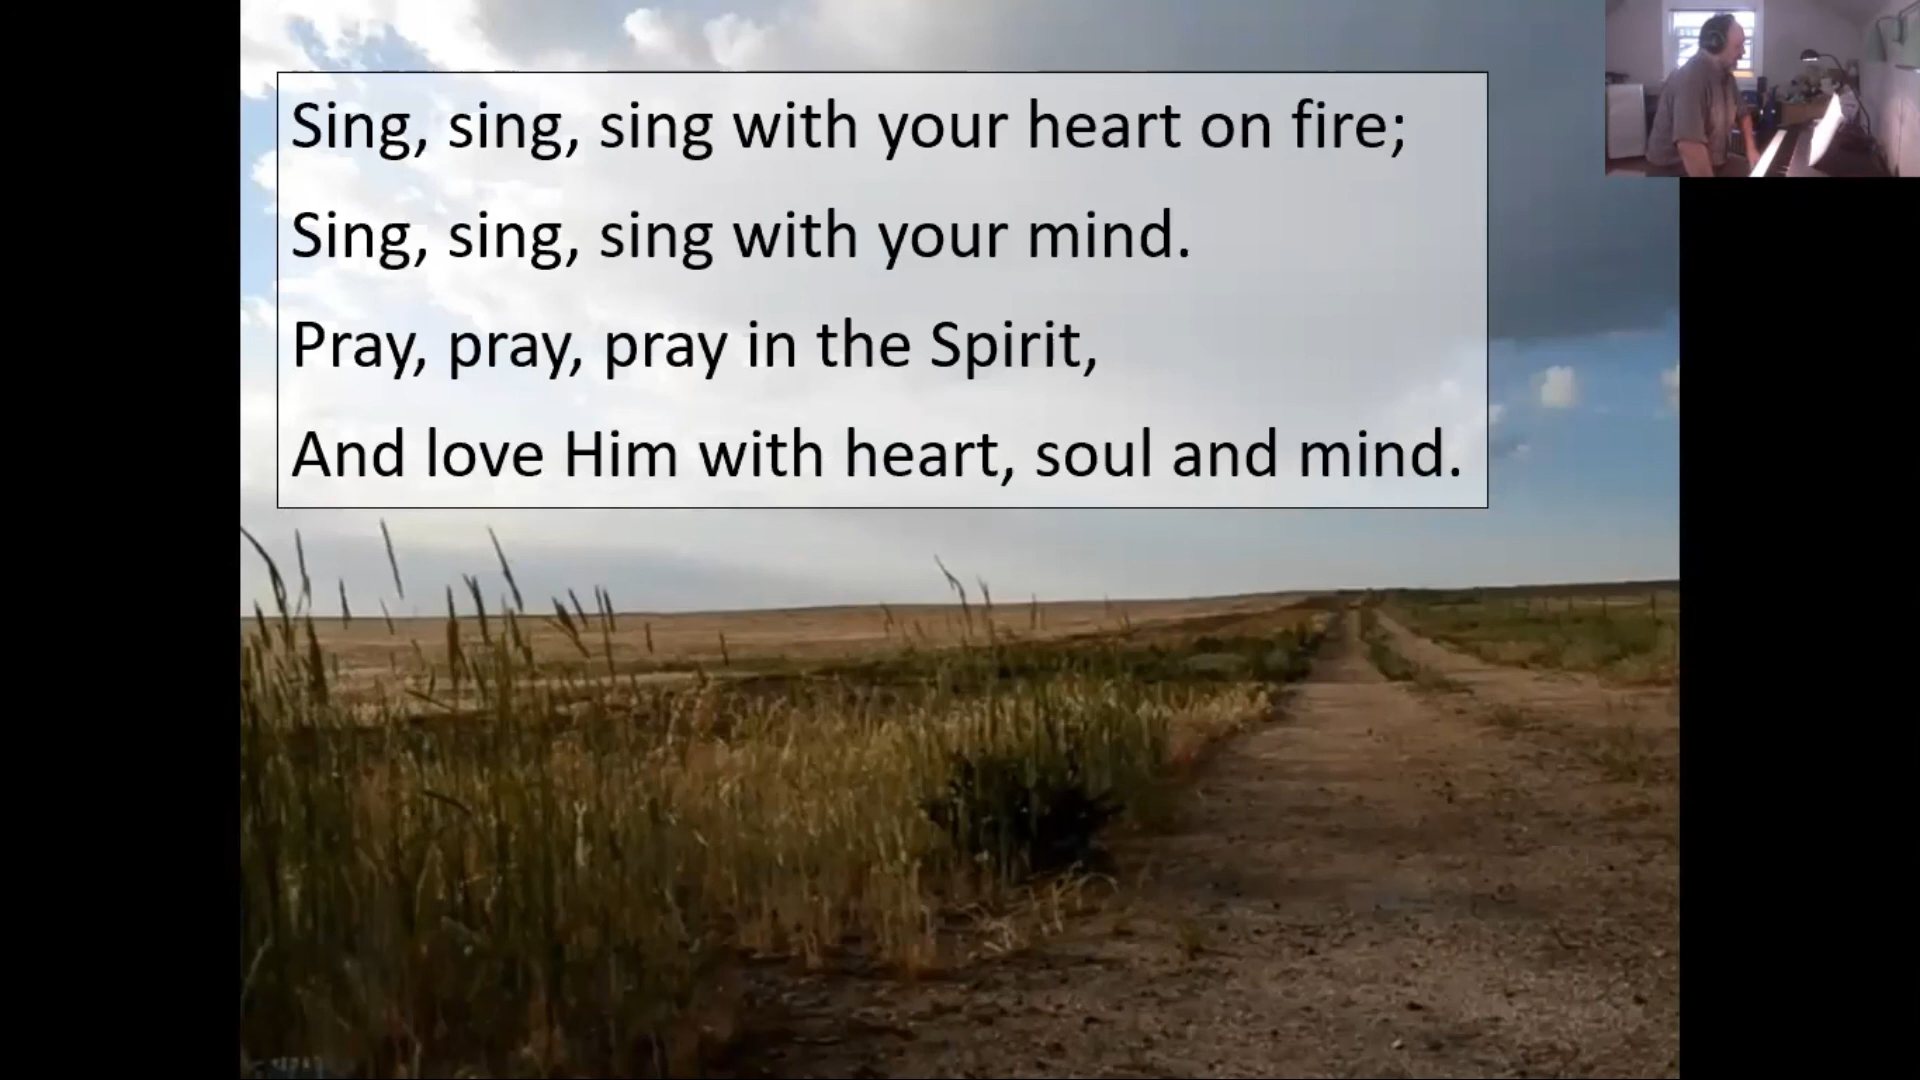 Sing, sing, sing with your heart on fire;
Sing, sing, sing with your mind.
Pray, pray, pray in the Spirit,
And love Him with heart, soul and mind.